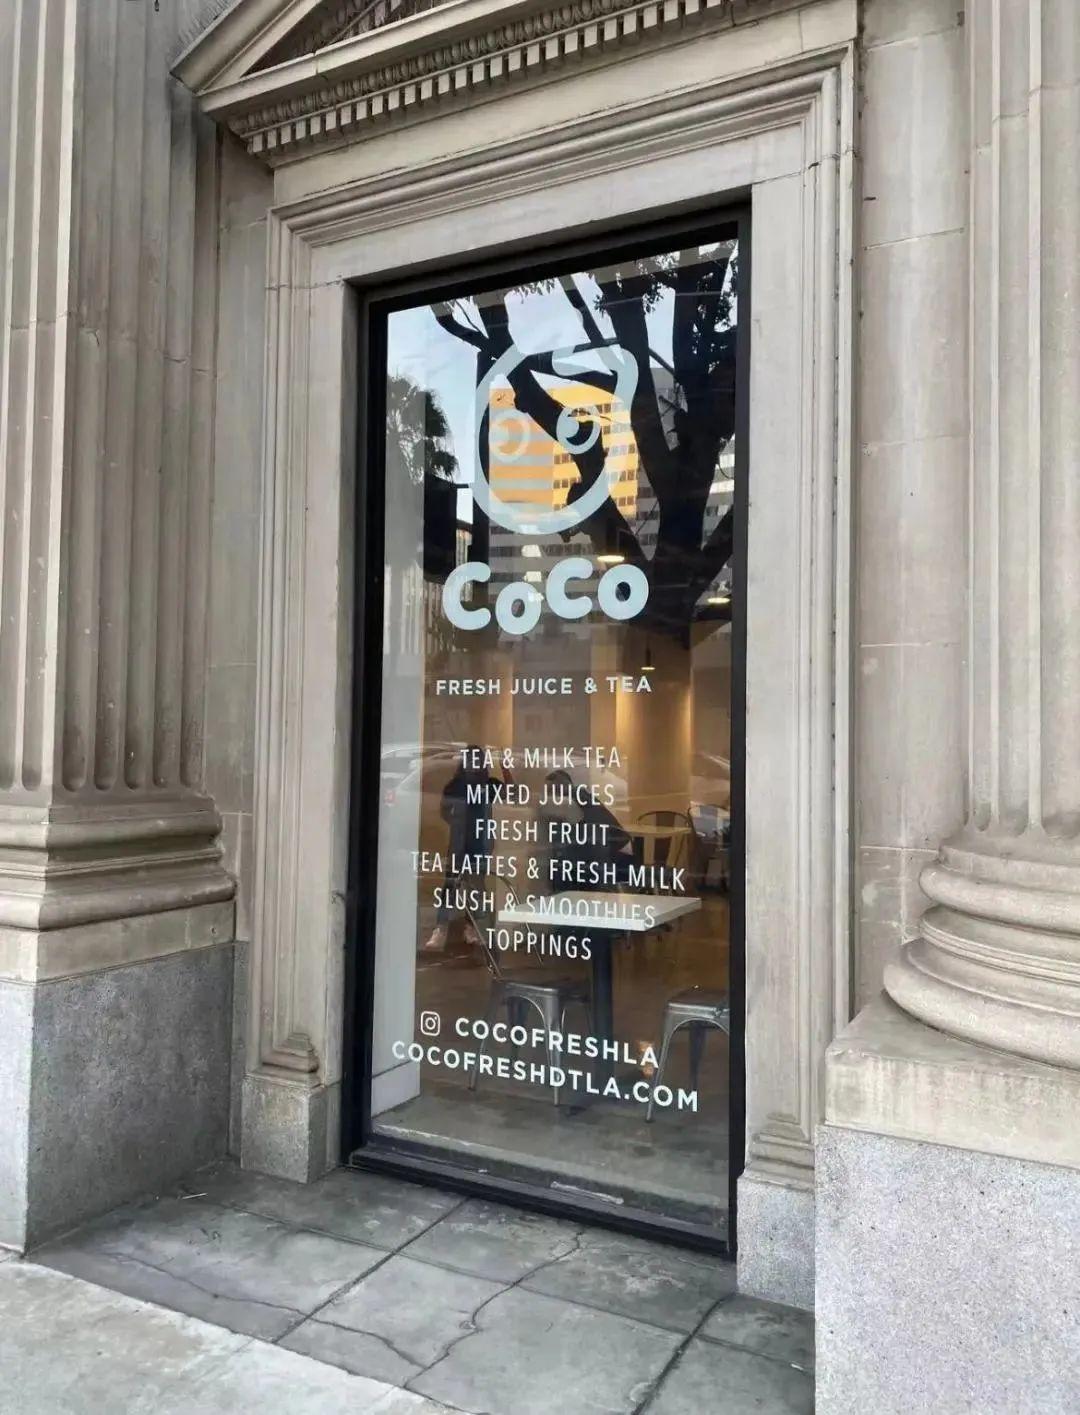 CoCo
FRESH JUICE & TEA
TEA & MILK TEA
MIXED JUICES
FRESH FRUIT
TEA LATTES & FRESH MILK
SLUSH & SMOOTHIES
TOPPINGS
COCOFRESHLA
COCOFRESHDTLA.COM